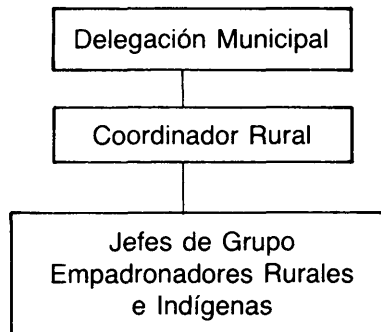 Delegación Municipal
Coordinador Rural
Jefes de Grupo
Empadronadores Rurales
e Indígenas